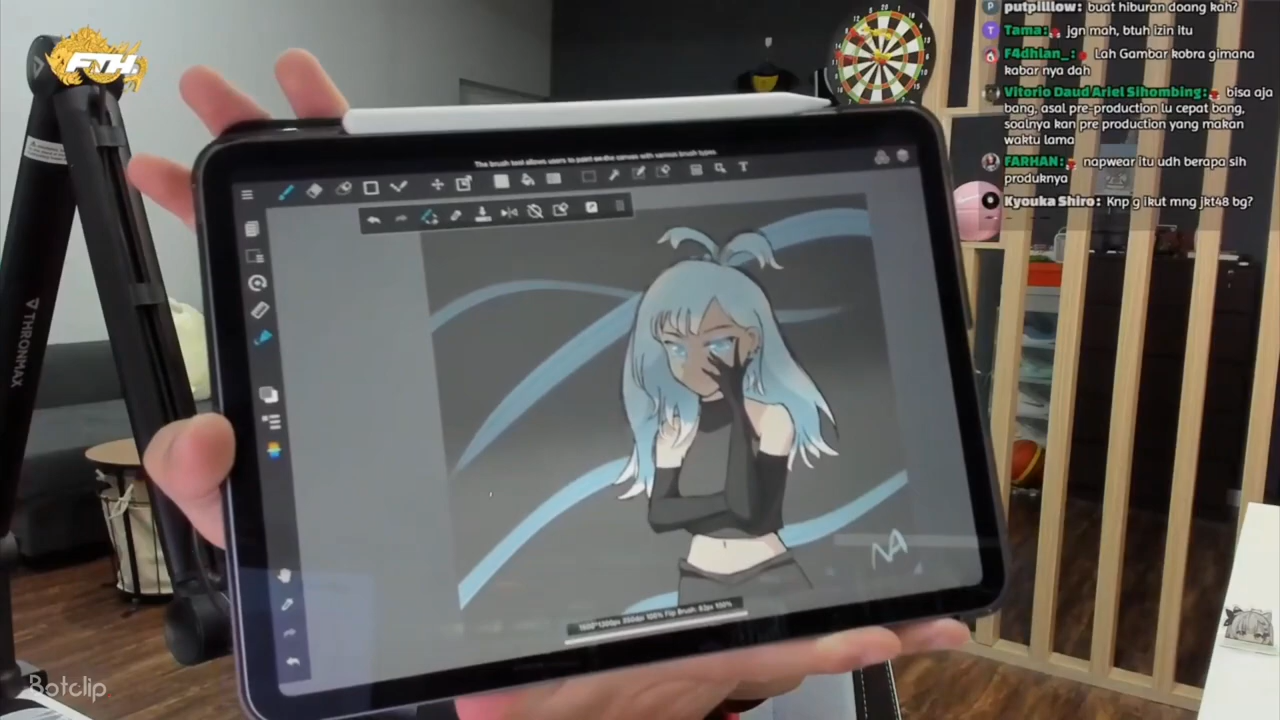 FNH.
putpilllow: buat hiburan doang kah?
Tama: jgn mah, btuh Izin itu
F4dhlan_: Lah Gambar kobra gimana
kabar nya dah
Vitorio Daud Ariel Sihombing: bisa aja
bang, asal pre-production lu cepat bang,
soalnya kan pre production yang makan
waktu lama
FARHAN: napwear itu udh berapa sih
produknya
Kyouka Shiro: Knp g ikut mng jkt48 bg?
The brush tool allows users to paint on the canvas with various brush types.
T
THRONMAX
NA
Botclip